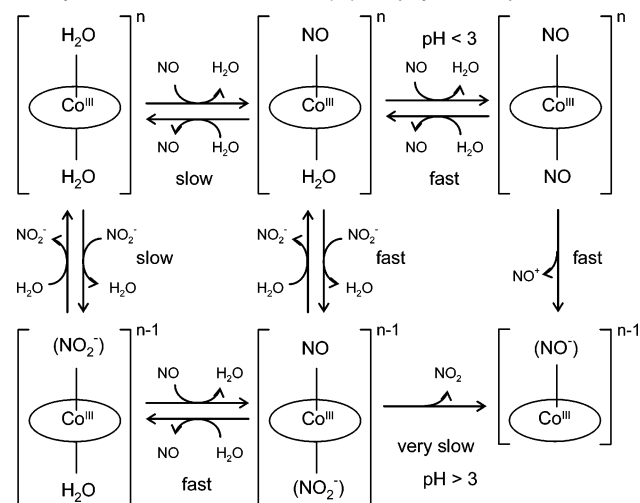 H₂O ]ⁿ NO ]ⁿ pH < 3 NO ]ⁿ
NO H₂O NO H₂O
Coᴵᴵᴵ Coᴵᴵᴵ Coᴵᴵᴵ
NO H₂O NO H₂O
H₂O slow H₂O fast NO
NO₂⁻ NO₂⁻ slow NO₂⁻ NO₂⁻ fast NO⁺ fast
H₂O H₂O H₂O H₂O
(NO₂⁻) ]ⁿ⁻¹ NO ]ⁿ⁻¹ (NO⁻) ]ⁿ⁻¹
NO H₂O NO₂
Coᴵᴵᴵ Coᴵᴵᴵ Coᴵᴵᴵ
NO H₂O very slow
H₂O fast (NO₂⁻) pH > 3